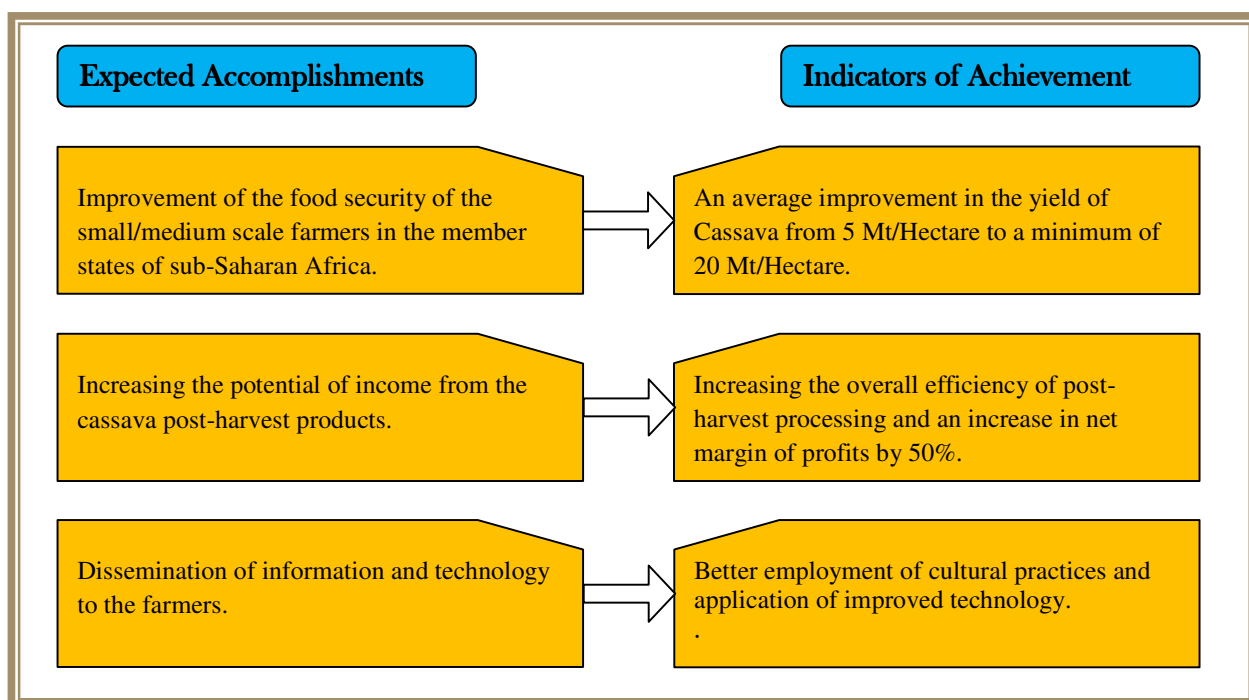 Expected Accomplishments
Indicators of Achievement
Improvement of the food security of the
small/medium scale farmers in the member
states of sub-Saharan Africa.
An average improvement in the yield of
Cassava from 5 Mt/Hectare to a minimum of
20 Mt/Hectare.
Increasing the potential of income from the
cassava post-harvest products.
Increasing the overall efficiency of post-
harvest processing and an increase in net
margin of profits by 50%.
Dissemination of information and technology
to the farmers.
Better employment of cultural practices and
application of improved technology.
.